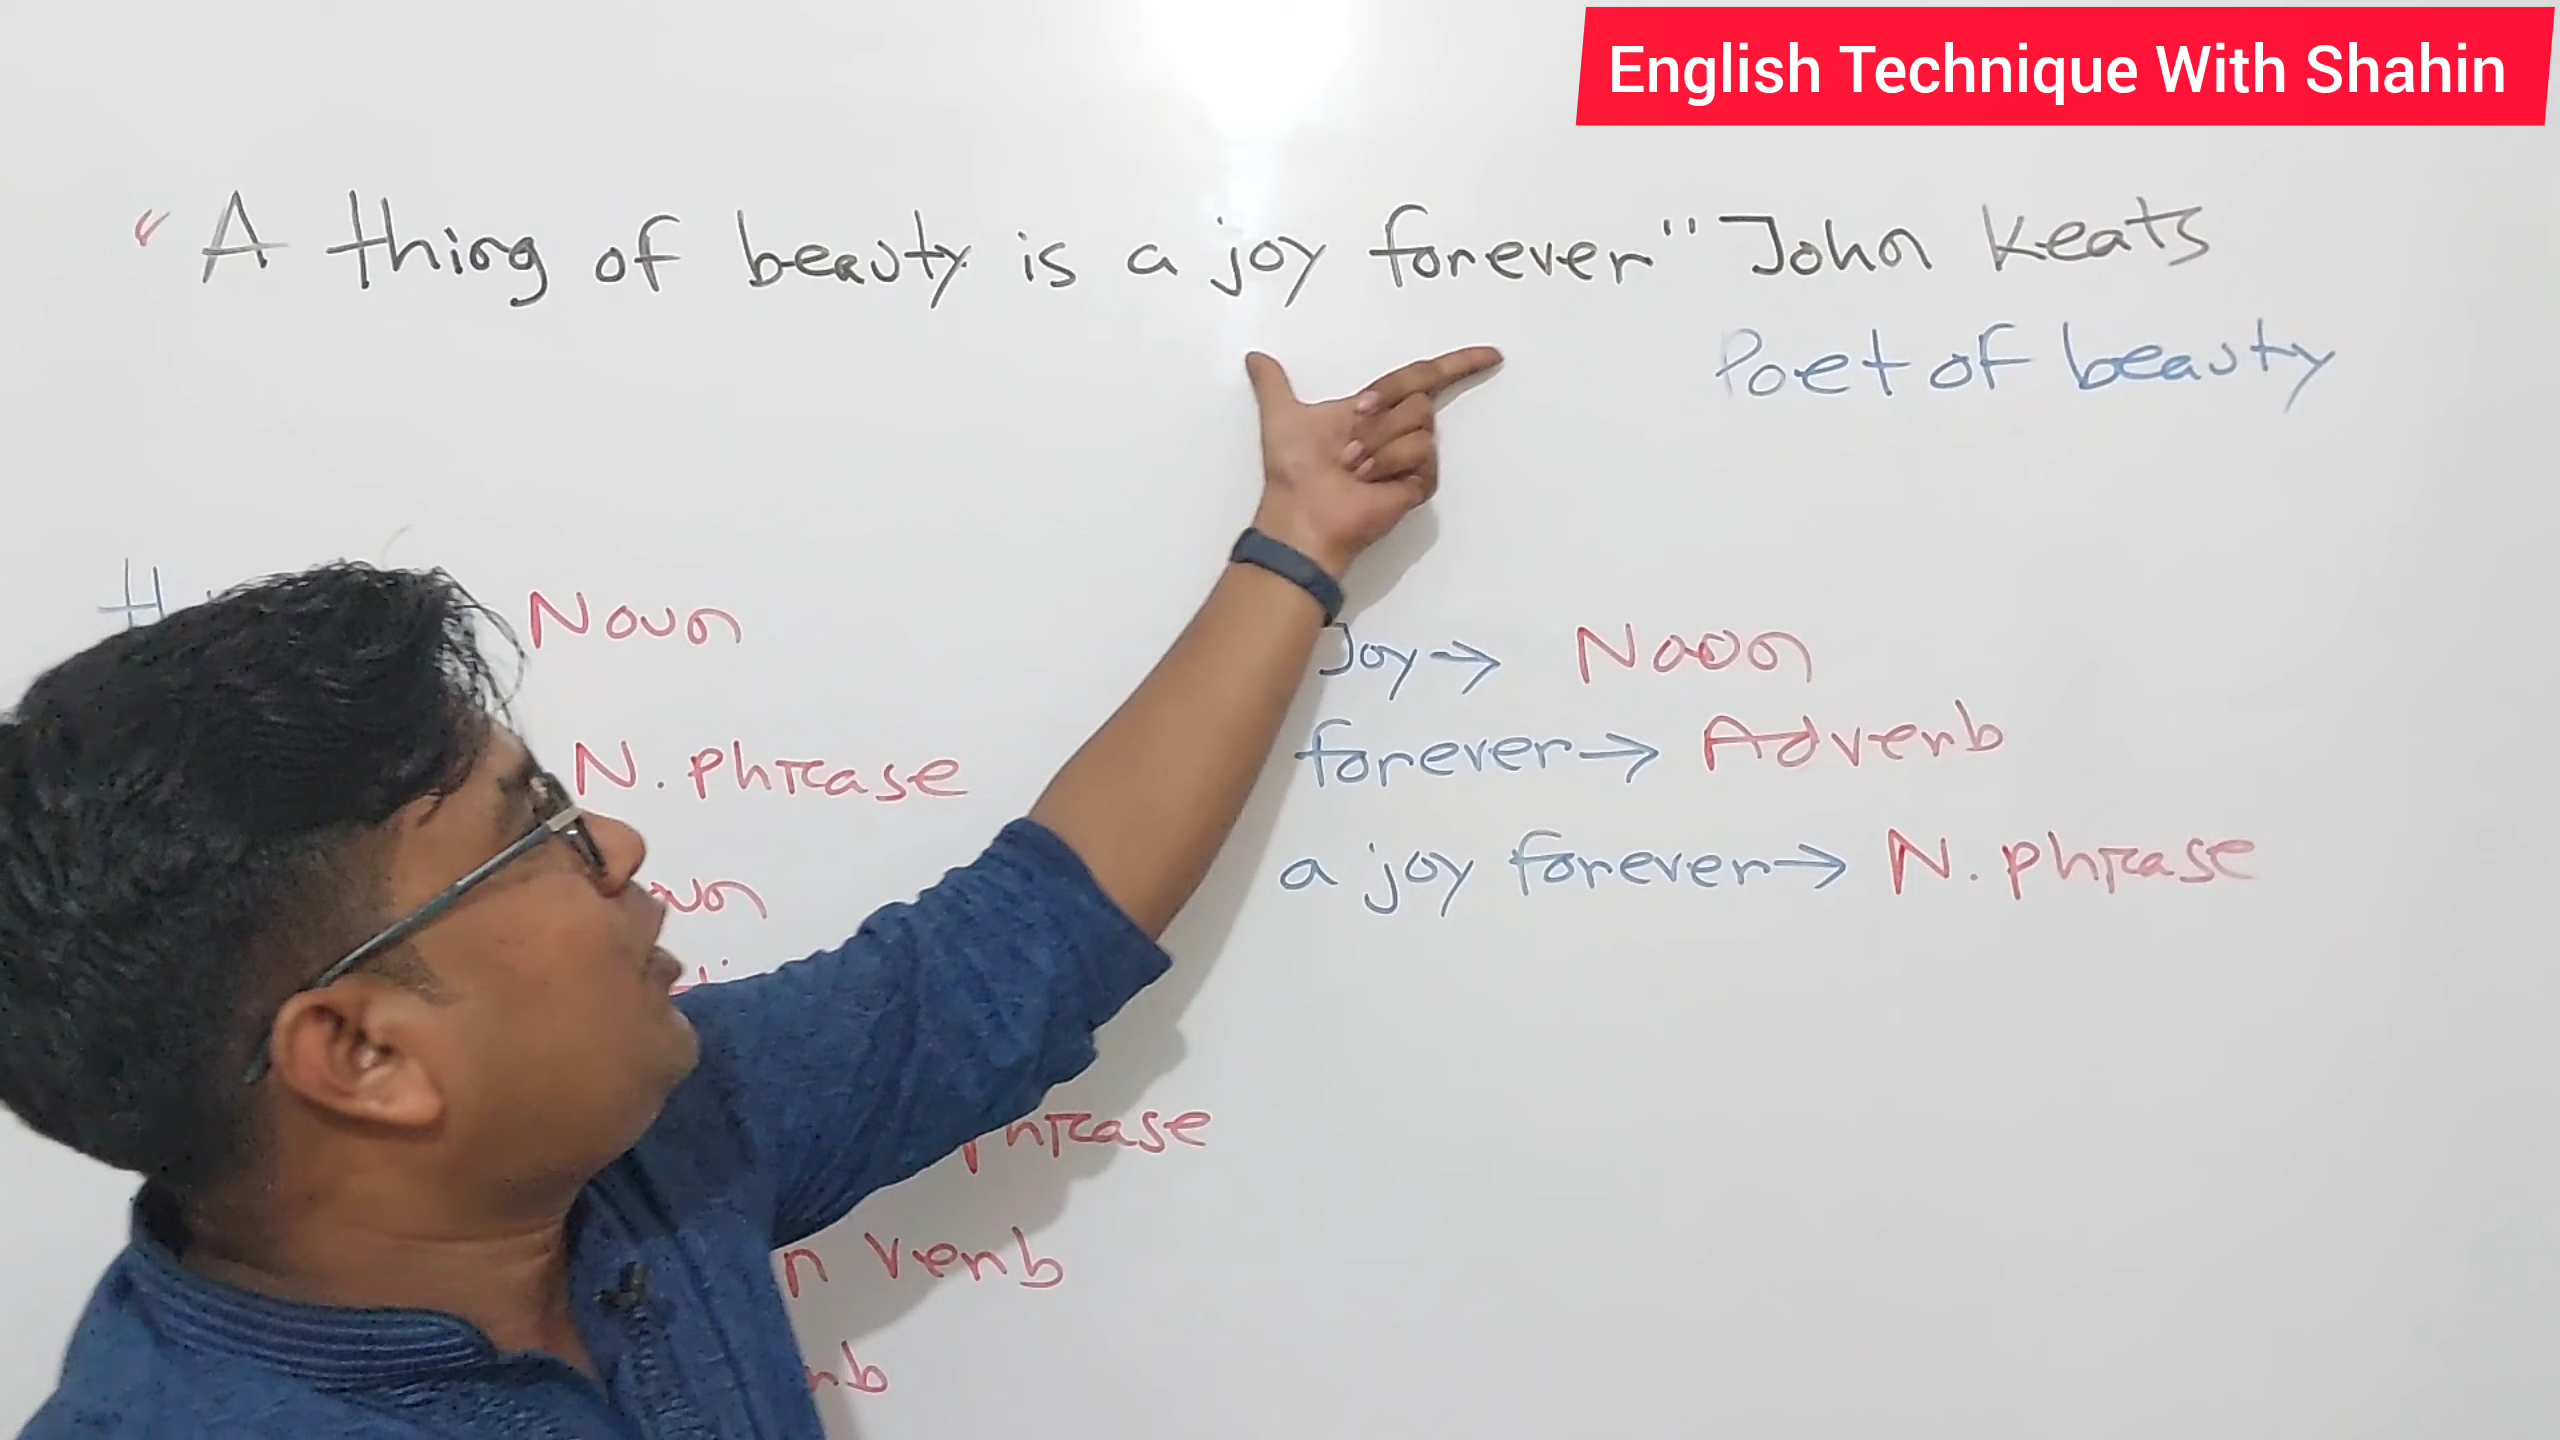 English Technique With Shahin
"A thing of beauty is a joy forever" John Keats
Poet of beauty
Noun
N. phrase
Joy→ Noun
forever→ Adverb
a joy forever→ N. phrase
phrase
verb